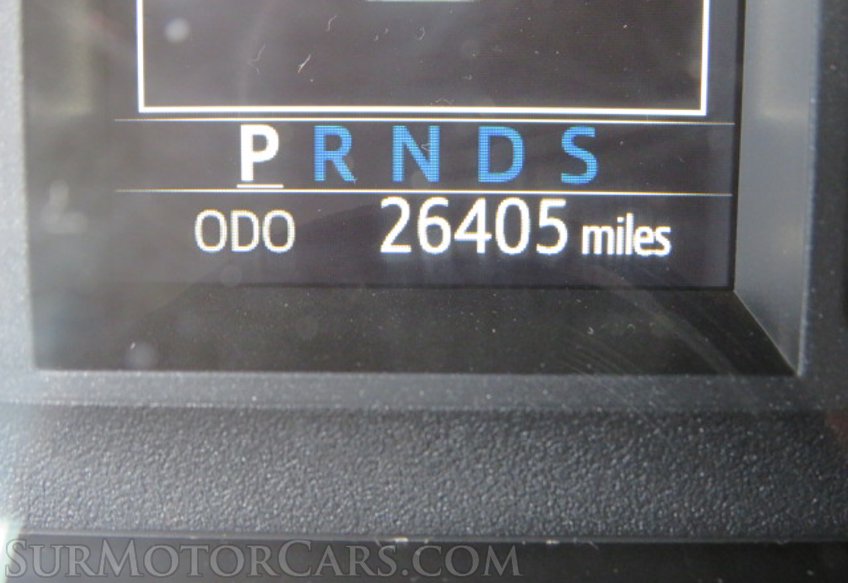 P R N D S
ODO 26405 miles
SurMotorCars.com